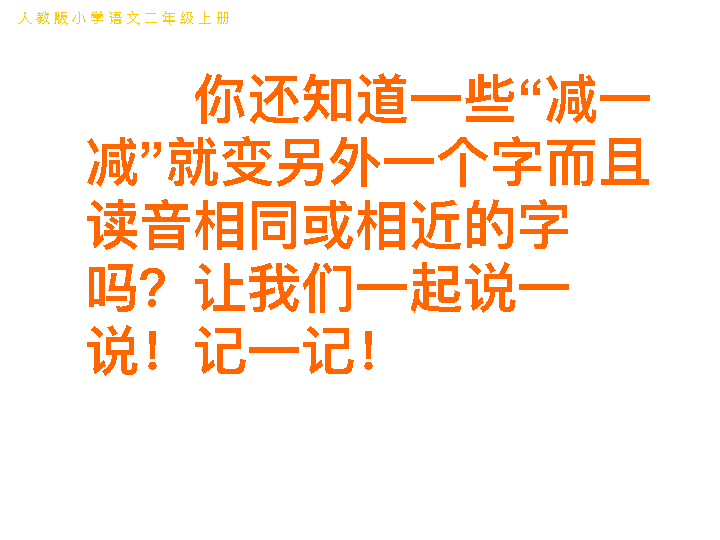 人教版小学语文二年级上册
你还知道一些“减一
减”就变另外一个字而且
读音相同或相近的字
吗？让我们一起说一
说！记一记！